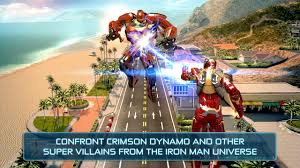 CONFRONT CRIMSON DYNAMO AND OTHER
SUPER VILLAINS FROM THE IRON MAN UNIVERSE